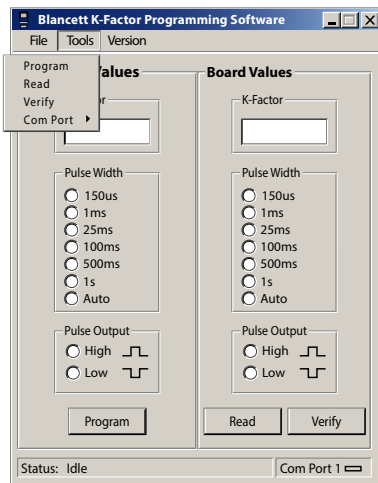 Blancett K-Factor Programming Software
File Tools Version
Program
Read
Verify
Com Port
Values
Board Values
K-Factor
Pulse Width
150us
1ms
25ms
100ms
500ms
1s
Auto
Pulse Width
150us
1ms
25ms
100ms
500ms
1s
Auto
Pulse Output
High
Low
Pulse Output
High
Low
Program
Read Verify
Status: Idle
Com Port 1